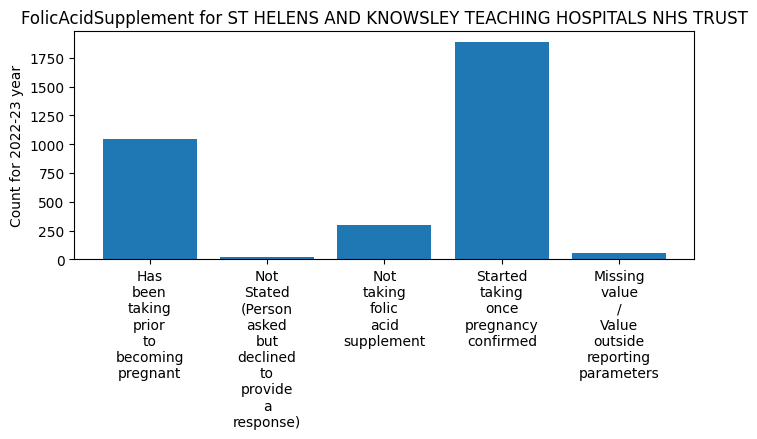 FolicAcidSupplement for ST HELENS AND KNOWSLEY TEACHING HOSPITALS NHS TRUST
Count for 2022-23 year
1750
1500
1250
1000
750
500
250
0
Has
been
taking
prior
to
becoming
pregnant
Not
Stated
(Person
asked
but
declined
to
provide
a
response)
Not
taking
folic
acid
supplement
Started
taking
once
pregnancy
confirmed
Missing
value
/
Value
outside
reporting
parameters